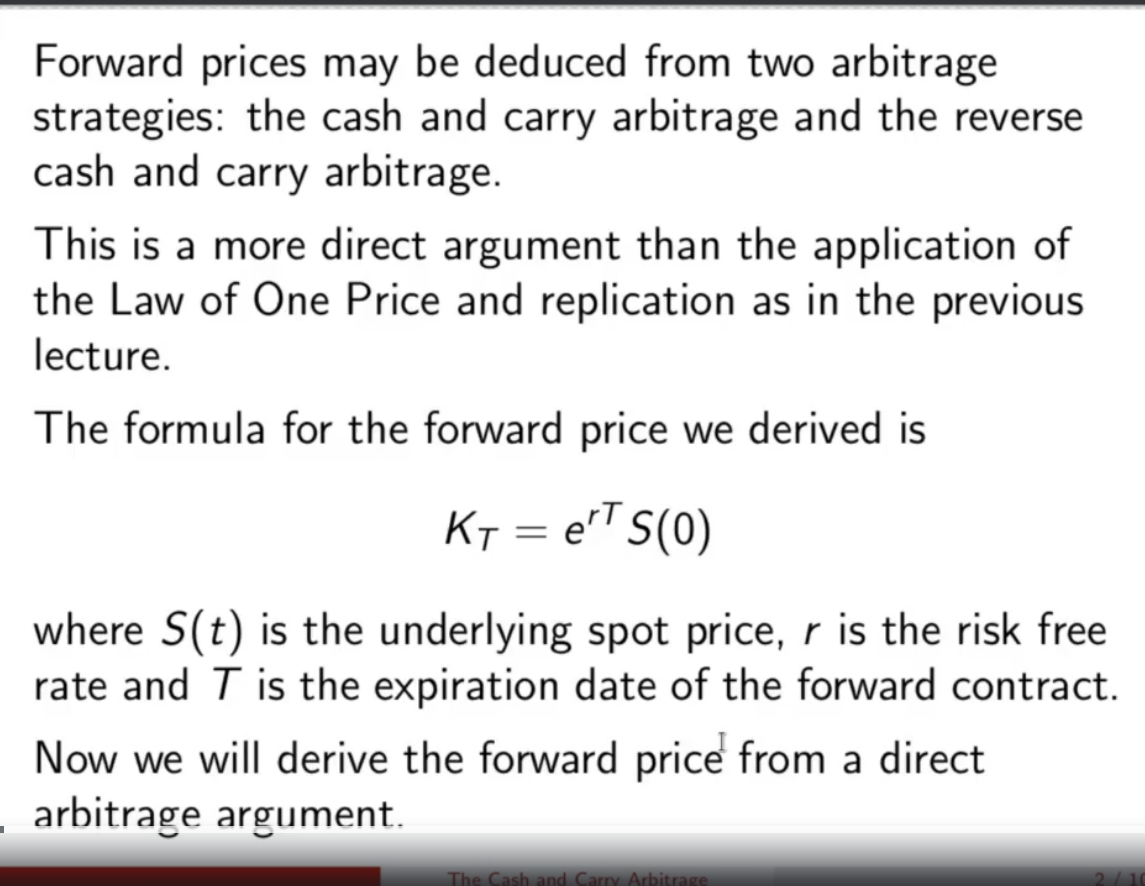 Forward prices may be deduced from two arbitrage
strategies: the cash and carry arbitrage and the reverse
cash and carry arbitrage.
This is a more direct argument than the application of
the Law of One Price and replication as in the previous
lecture.
The formula for the forward price we derived is
K_T = e^{rT} S(0)
where S(t) is the underlying spot price, r is the risk free
rate and T is the expiration date of the forward contract.
Now we will derive the forward price from a direct
arbitrage argument.
The Cash and Carry Arbitrage